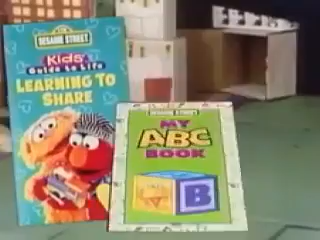 SESAME STREET
Kids'
Guide to Life
LEARNING TO
SHARE
SESAME STREET
MY
ABC
BOOK
B